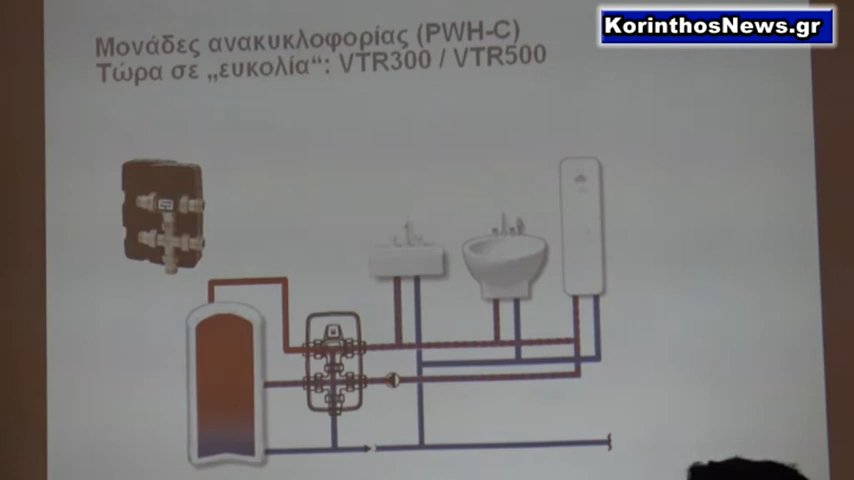 KorinthosNews.gr
Μονάδες ανακυκλοφορίας (PWH-C)
Τώρα σε „ευκολία“: VTR300 / VTR500